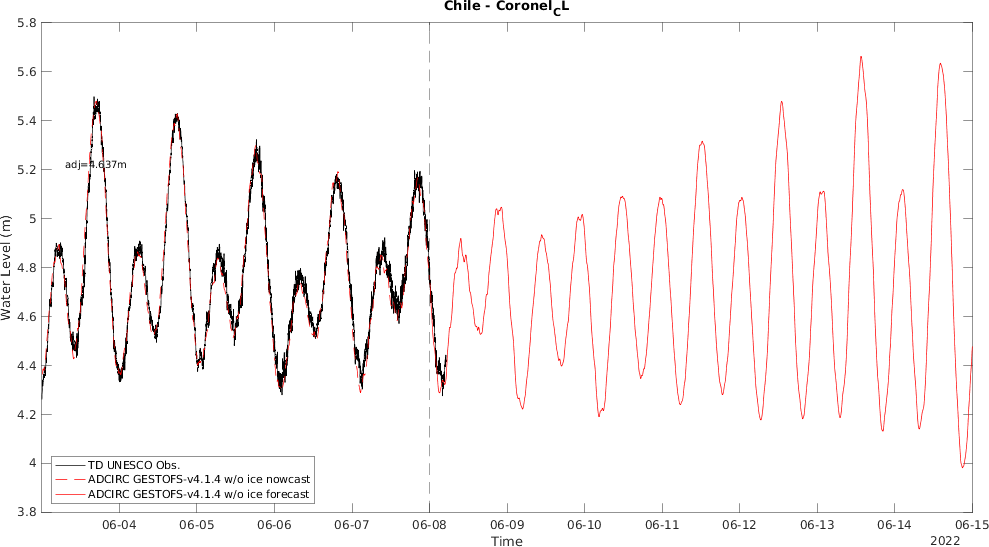 Chile - Coronel_CL
5.8
5.6
5.4
5.2
5
4.8
4.6
4.4
4.2
4
3.8
Water Level (m)
adj=4.637m
TD UNESCO Obs.
ADCIRC GESTOFS-v4.1.4 w/o ice nowcast
ADCIRC GESTOFS-v4.1.4 w/o ice forecast
06-04 06-05 06-06 06-07 06-08 06-09 06-10 06-11 06-12 06-13 06-14 06-15
Time
2022